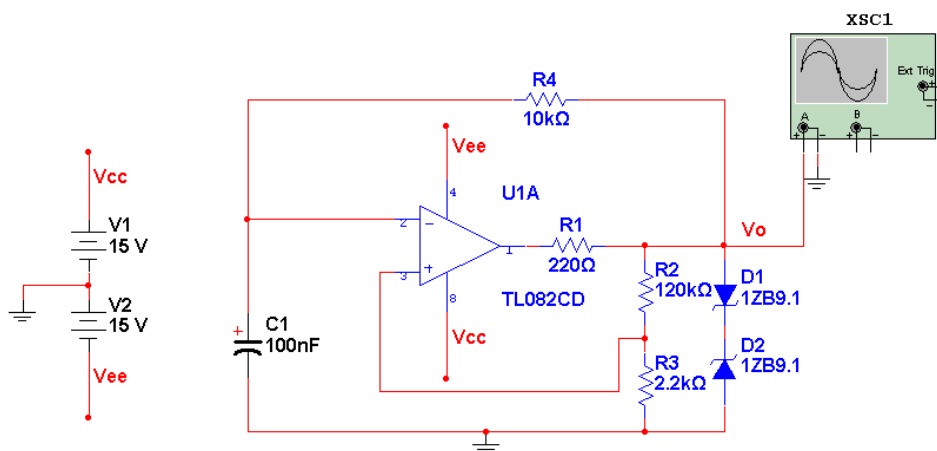 XSC1
Ext Trig
+
-
A
B
+ - + -
R4
10kΩ
Vee
Vcc
V1
15 V
V2
15 V
Vee
4
U1A
2
-
+
3
1
8
TL082CD
Vcc
R1
220Ω
Vo
R2
120kΩ
R3
2.2kΩ
D1
1ZB9.1
D2
1ZB9.1
+
C1
100nF